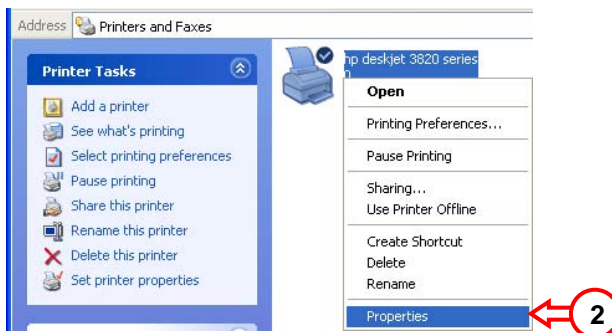 Address Printers and Faxes
Printer Tasks
Add a printer
See what's printing
Select printing preferences
Pause printing
Share this printer
Rename this printer
Delete this printer
Set printer properties
hp deskjet 3820 series
Open
Printing Preferences...
Pause Printing
Sharing...
Use Printer Offline
Create Shortcut
Delete
Rename
Properties
2